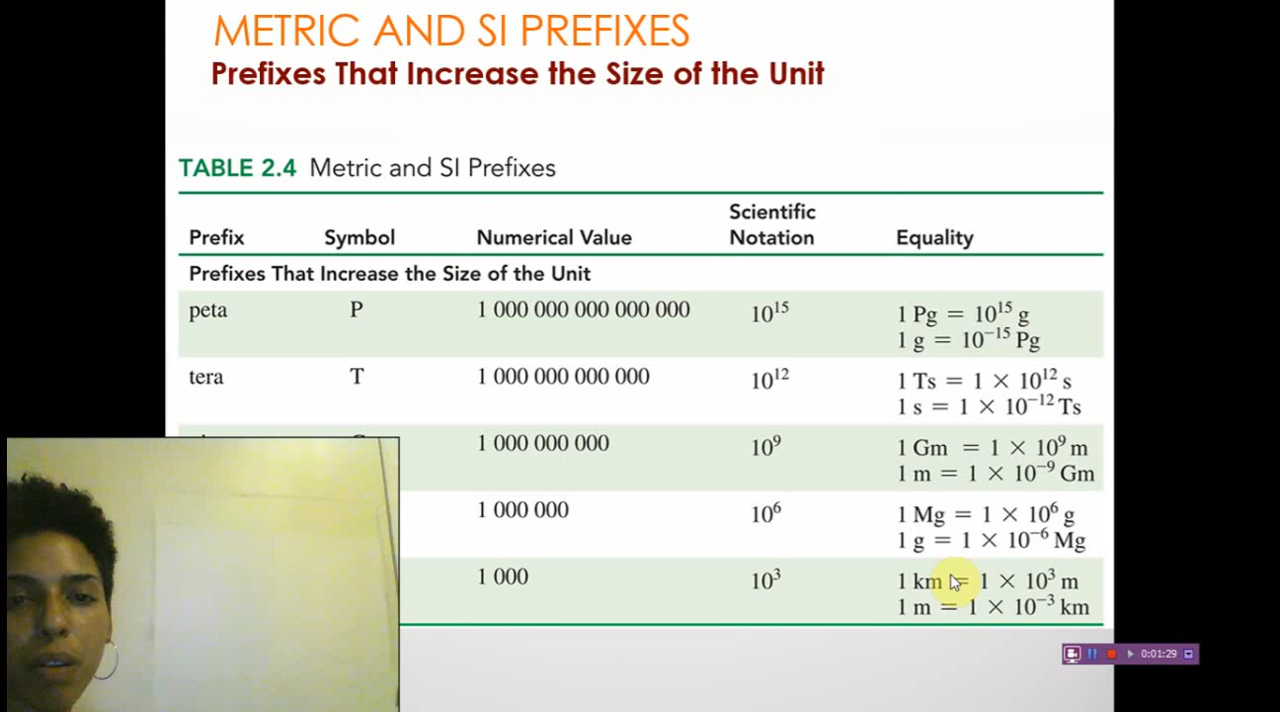 METRIC AND SI PREFIXES
Prefixes That Increase the Size of the Unit
TABLE 2.4 Metric and SI Prefixes
Prefix Symbol Numerical Value Scientific Notation Equality
Prefixes That Increase the Size of the Unit
peta P 1 000 000 000 000 000 10¹⁵ 1 Pg = 10¹⁵ g
1 g = 10⁻¹⁵ Pg
tera T 1 000 000 000 000 10¹² 1 Ts = 1 × 10¹² s
1 s = 1 × 10⁻¹² Ts
1 000 000 000 10⁹ 1 Gm = 1 × 10⁹ m
1 m = 1 × 10⁻⁹ Gm
1 000 000 10⁶ 1 Mg = 1 × 10⁶ g
1 g = 1 × 10⁻⁶ Mg
1 000 10³ 1 km = 1 × 10³ m
1 m = 1 × 10⁻³ km
0:01:29